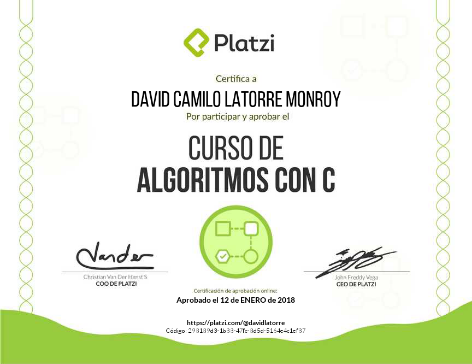 Platzi
Certifica a
DAVID CAMILO LATORRE MONROY
Por participar y aprobar el
CURSO DE
ALGORITMOS CON C
Christian Van Der Henst S.
COO DE PLATZI
John Freddy Vega
CEO DE PLATZI
Certificación de aprobación online:
Aprobado el 12 de ENERO de 2018
https://platzi.com/@davidlatorre
Código: